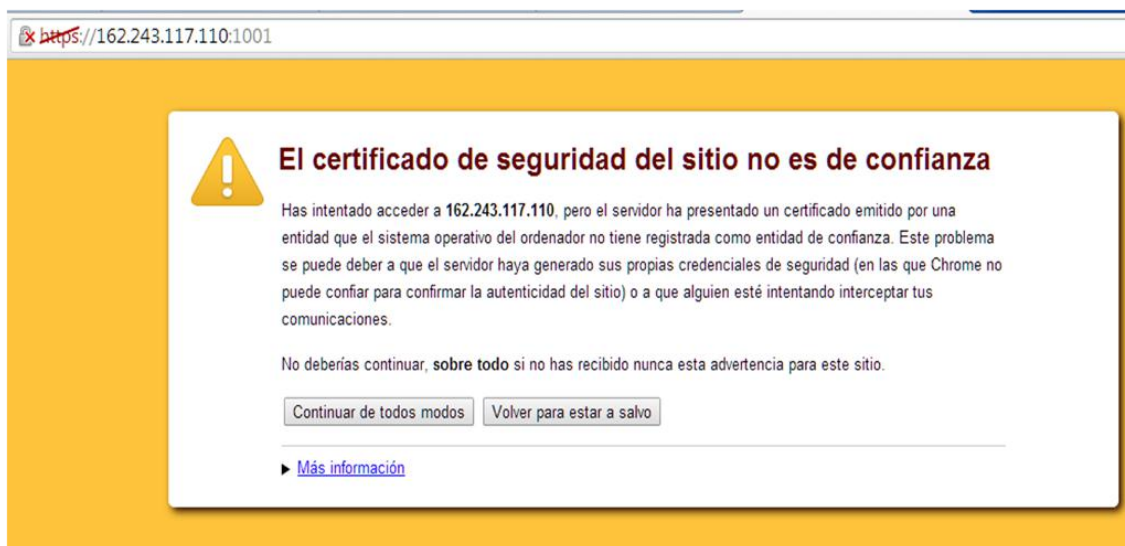 https://162.243.117.110:1001
El certificado de seguridad del sitio no es de confianza
Has intentado acceder a 162.243.117.110, pero el servidor ha presentado un certificado emitido por una
entidad que el sistema operativo del ordenador no tiene registrada como entidad de confianza. Este problema
se puede deber a que el servidor haya generado sus propias credenciales de seguridad (en las que Chrome no
puede confiar para confirmar la autenticidad del sitio) o a que alguien esté intentando interceptar tus
comunicaciones.
No deberías continuar, sobre todo si no has recibido nunca esta advertencia para este sitio.
Continuar de todos modos Volver para estar a salvo
Más información